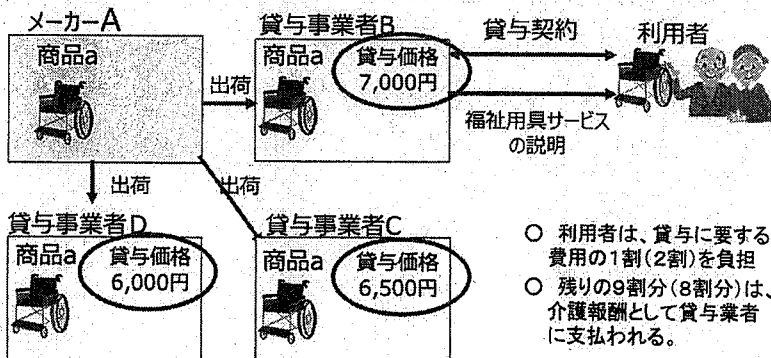 メーカーA
商品a
出荷
貸与事業者B
商品a
貸与価格
7,000円
貸与契約
福祉用具サービス
の説明
利用者
出荷
出荷
貸与事業者D
商品a
貸与価格
6,000円
貸与事業者C
商品a
貸与価格
6,500円
○ 利用者は、貸与に要する
費用の1割(2割)を負担
○ 残りの9割分(8割分)は、
介護報酬として貸与業者
に支払われる。